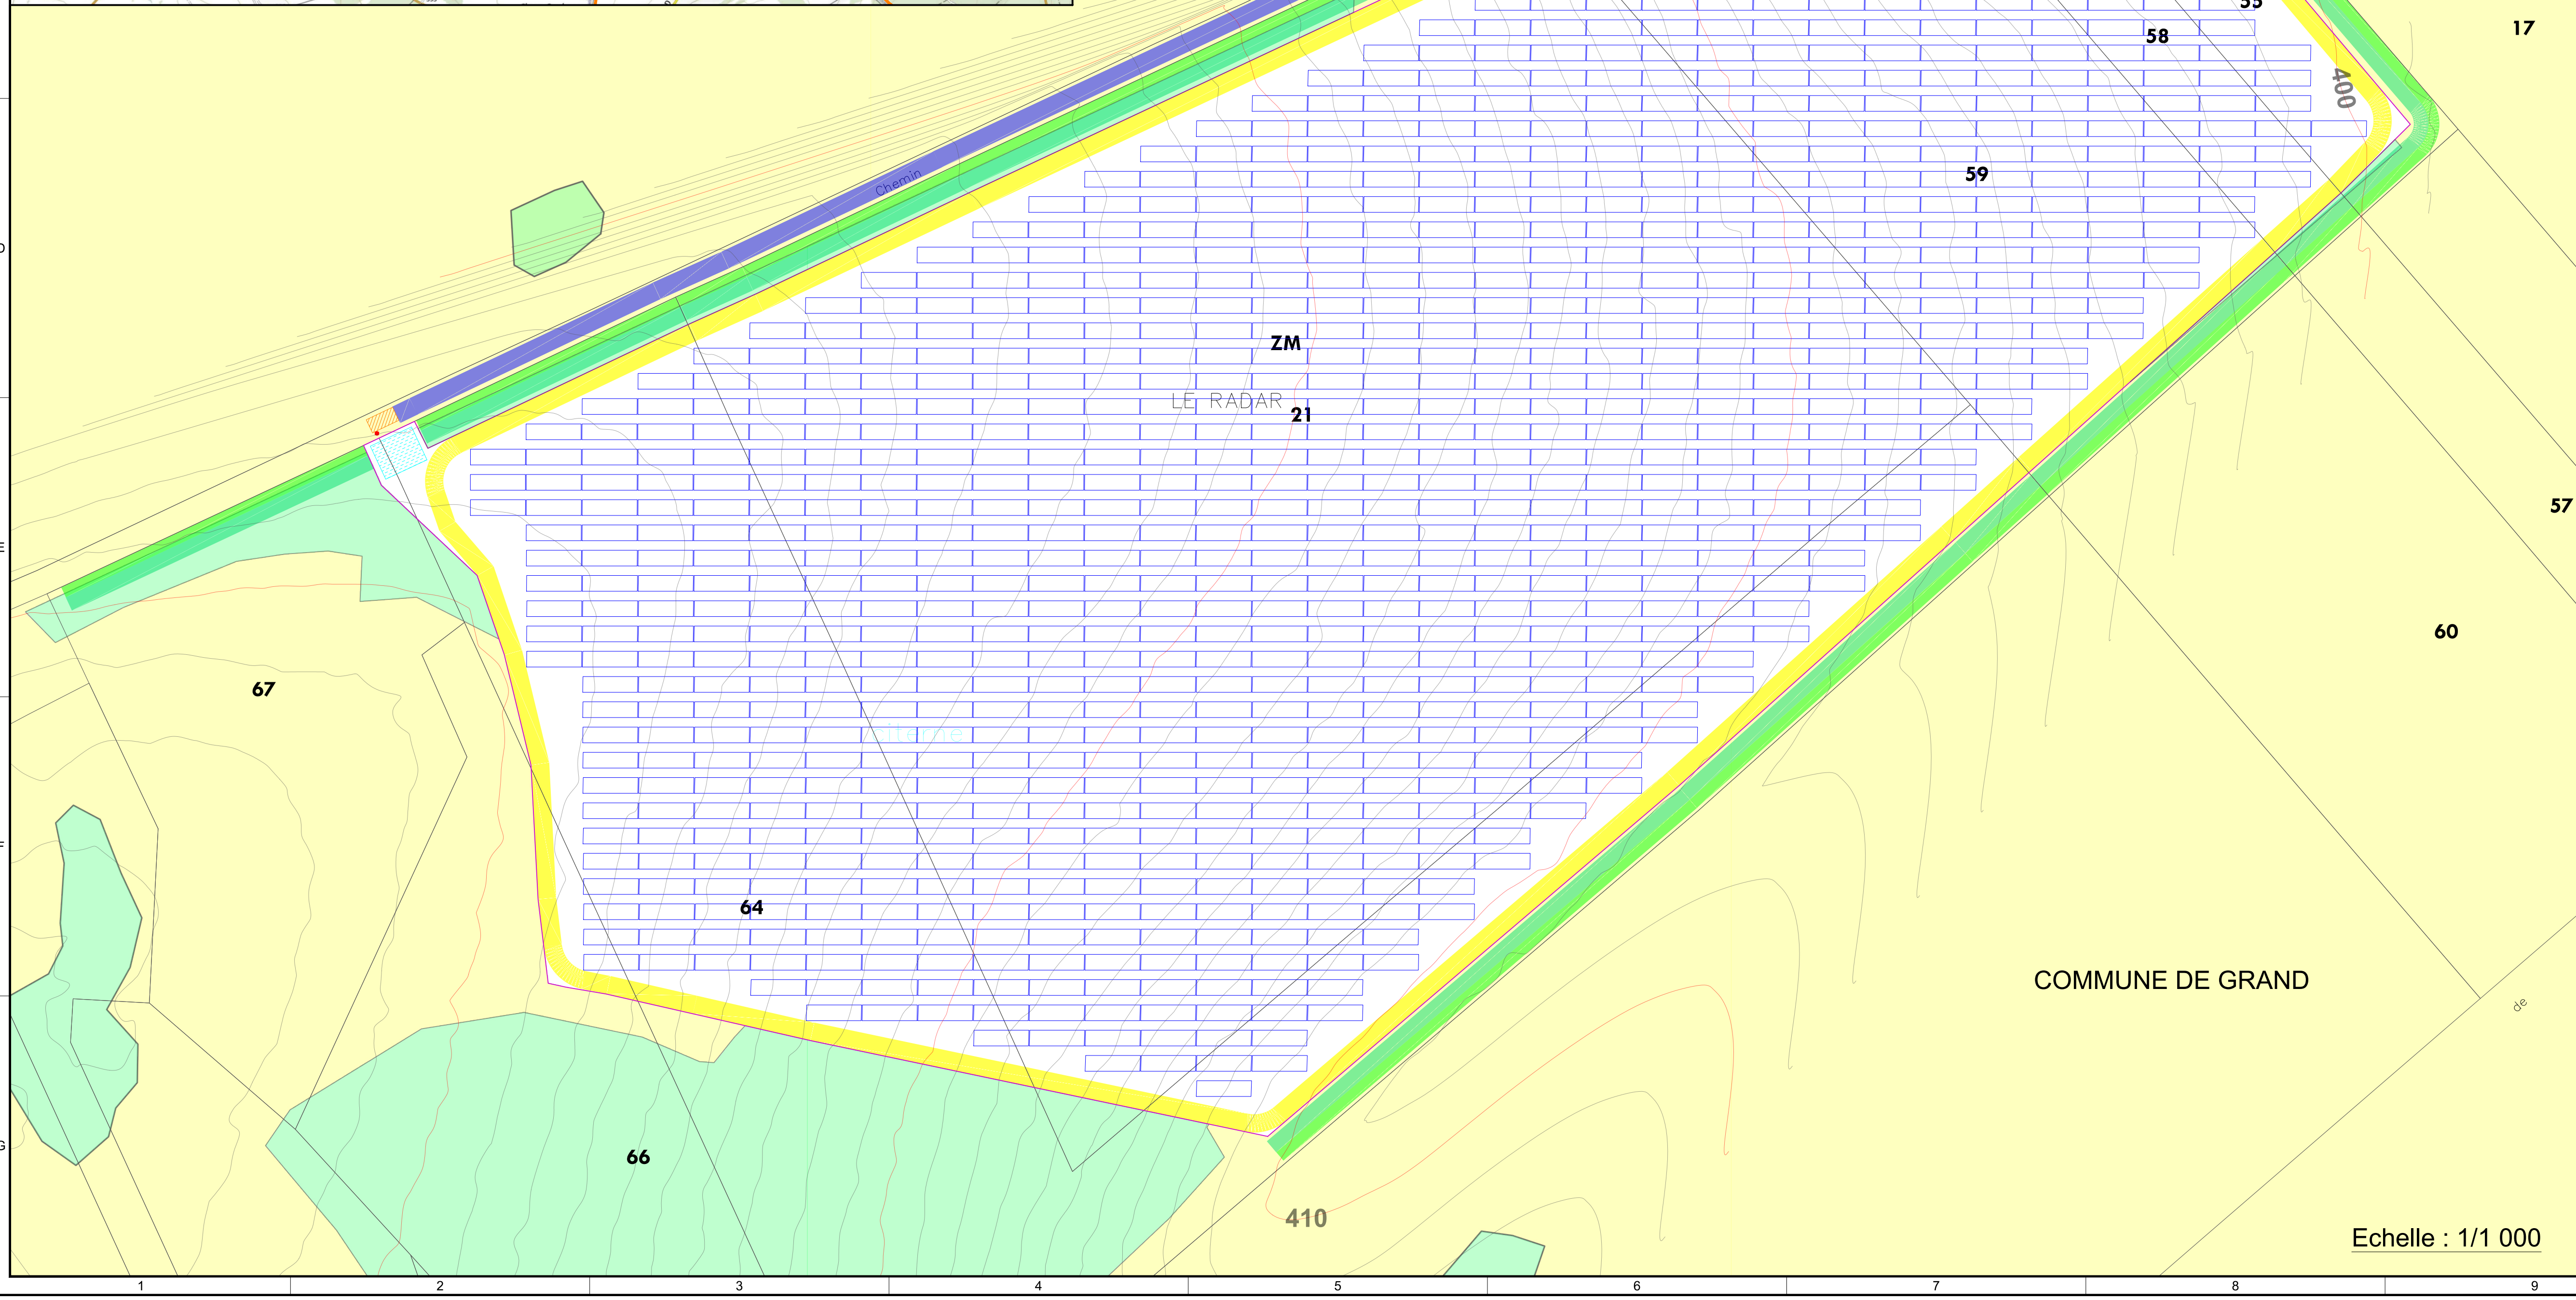 55
17
58
400
Chemin
59
D
ZM
LE RADAR
21
57
E
60
67
citerne
F
64
COMMUNE DE GRAND
de
G
66
410
Echelle : 1/1 000
1 2 3 4 5 6 7 8 9